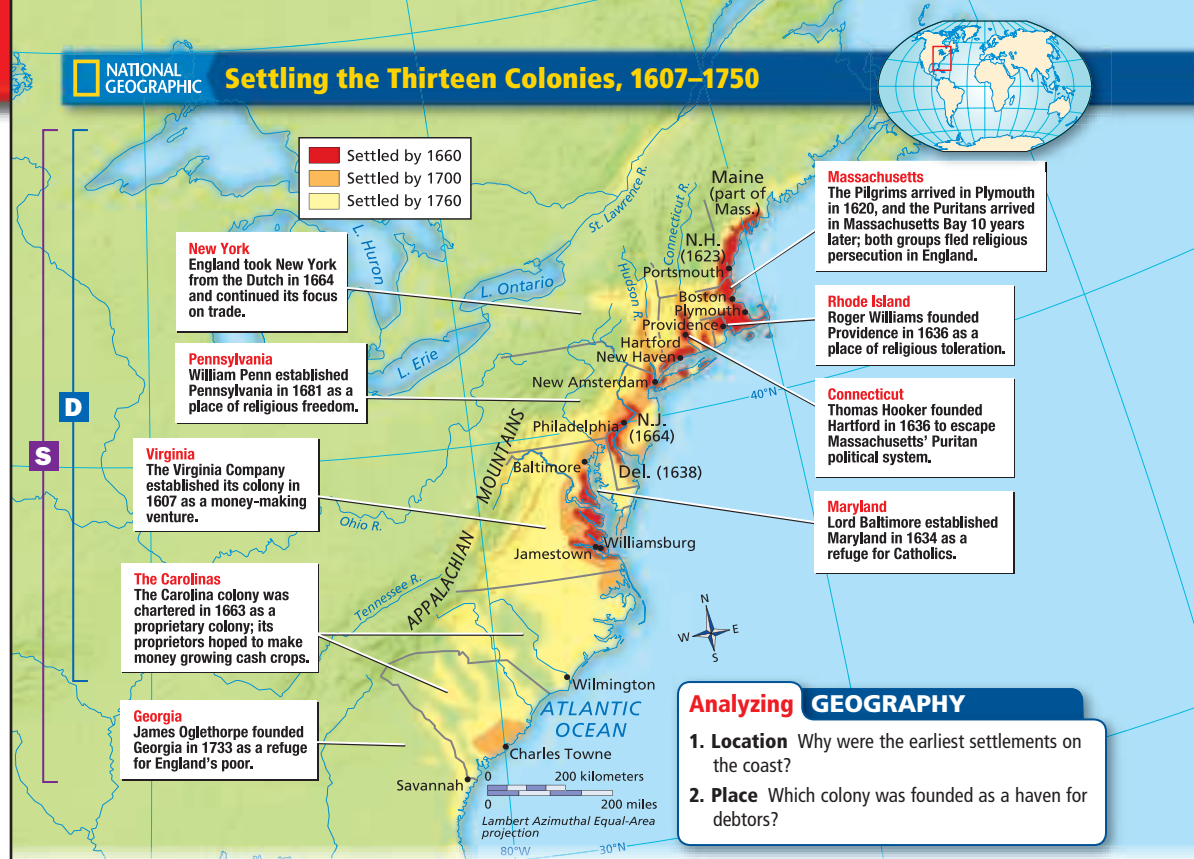 NATIONAL
GEOGRAPHIC
Settling the Thirteen Colonies, 1607–1750
D
S
Settled by 1660
Settled by 1700
Settled by 1760
New York
England took New York
from the Dutch in 1664
and continued its focus
on trade.
Pennsylvania
William Penn established
Pennsylvania in 1681 as a
place of religious freedom.
Virginia
The Virginia Company
established its colony in
1607 as a money-making
venture.
The Carolinas
The Carolina colony was
chartered in 1663 as a
proprietary colony; its
proprietors hoped to make
money growing cash crops.
Georgia
James Oglethorpe founded
Georgia in 1733 as a refuge
for England's poor.
L. Huron
L. Ontario
L. Erie
St. Lawrence R.
Connecticut R.
Hudson R.
Maine
(part of
Mass.)
N.H.
(1623)
Portsmouth
Boston
Plymouth
Providence
Hartford
New Haven
New Amsterdam
40°N
Philadelphia
N.J.
(1664)
Baltimore
Del. (1638)
APPALACHIAN MOUNTAINS
Ohio R.
Williamsburg
Jamestown
Tennessee R.
Wilmington
ATLANTIC
OCEAN
Charles Towne
Savannah
0 200 kilometers
0 200 miles
Lambert Azimuthal Equal-Area
projection
80°W
30°N
N
W E
S
Massachusetts
The Pilgrims arrived in Plymouth
in 1620, and the Puritans arrived
in Massachusetts Bay 10 years
later; both groups fled religious
persecution in England.
Rhode Island
Roger Williams founded
Providence in 1636 as a
place of religious toleration.
Connecticut
Thomas Hooker founded
Hartford in 1636 to escape
Massachusetts' Puritan
political system.
Maryland
Lord Baltimore established
Maryland in 1634 as a
refuge for Catholics.
Analyzing GEOGRAPHY
1. Location Why were the earliest settlements on
the coast?
2. Place Which colony was founded as a haven for
debtors?